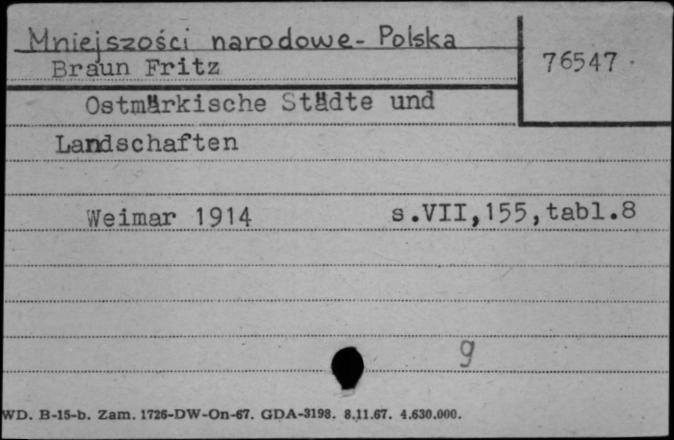 Mniejszości narodowe - Polska
Braun Fritz
76547
Ostmärkische Städte und
Landschaften
Weimar 1914 s.VII,155,tabl.8
g
WD. B-15-b. Zam. 1726-DW-On-67. GDA-3198. 8.11.67. 4.630.000.